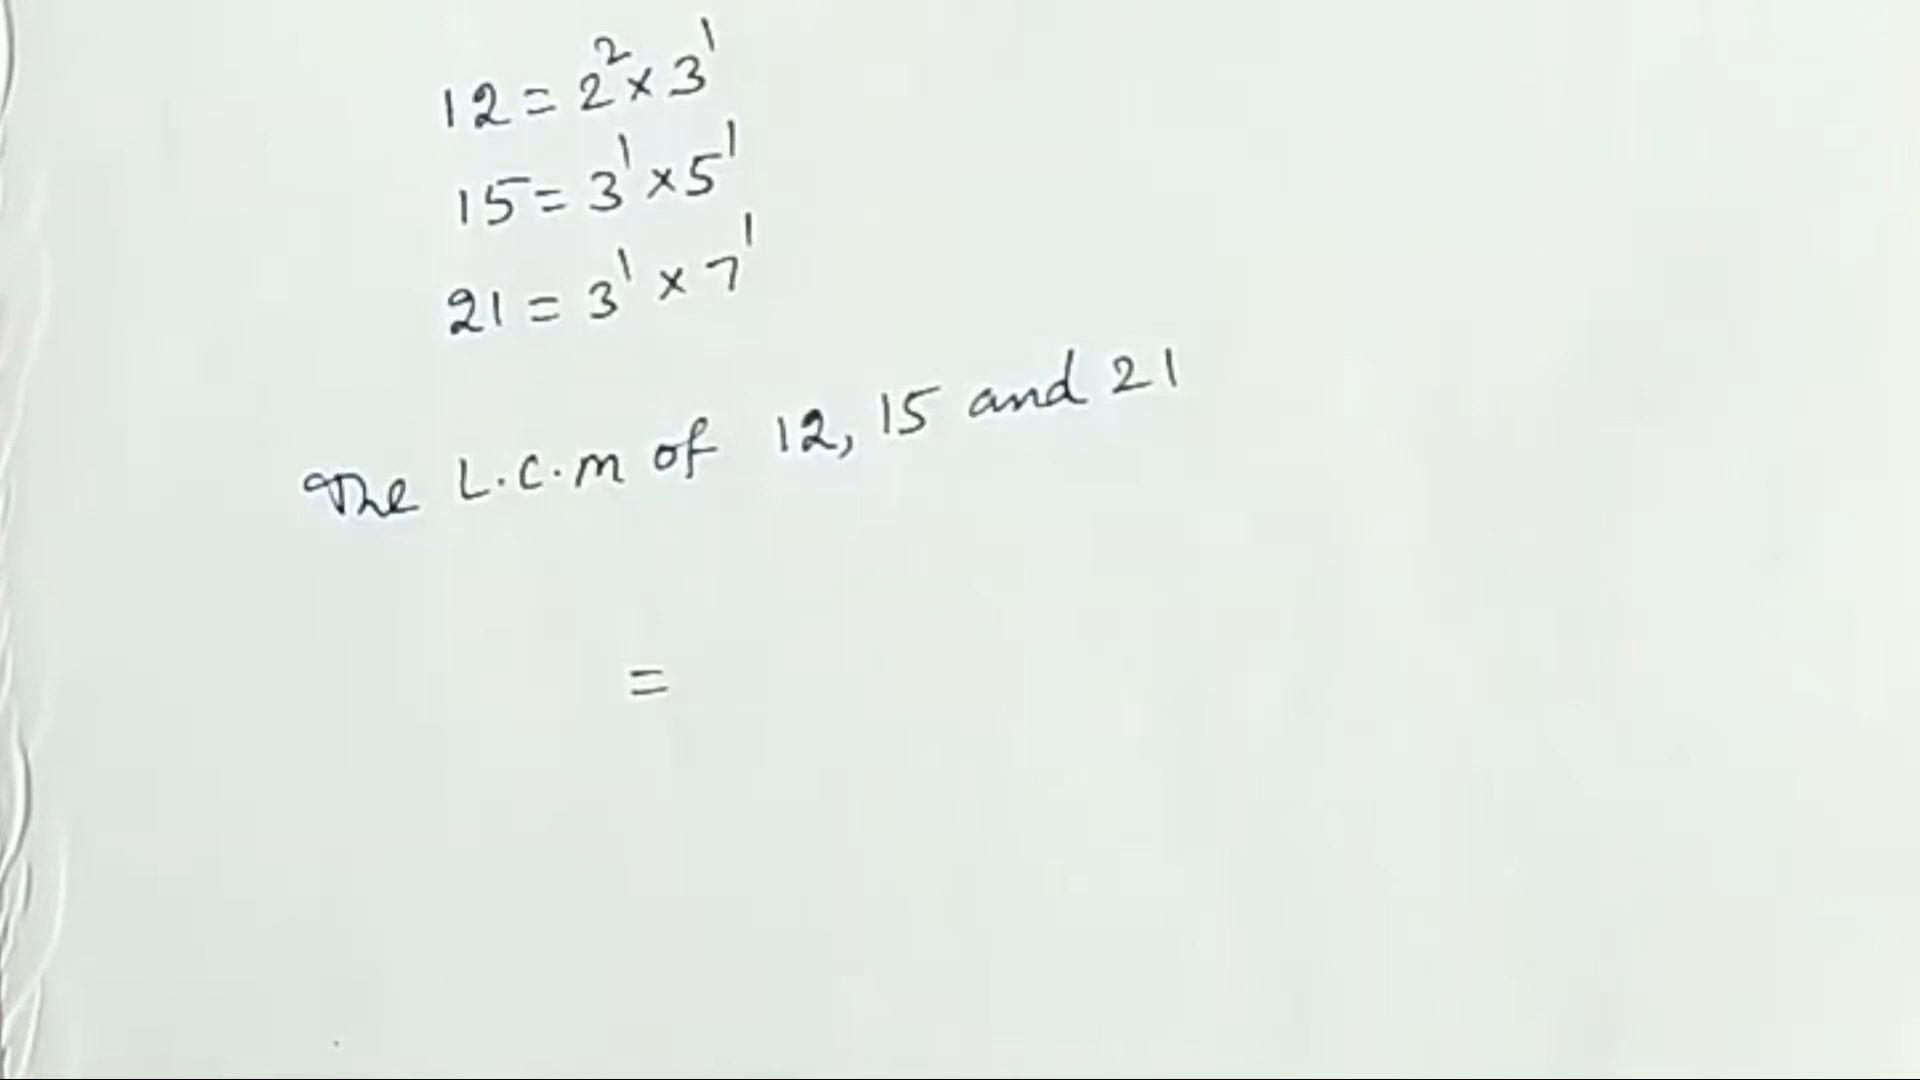 12 = 2² × 3¹
15 = 3¹ × 5¹
21 = 3¹ × 7¹
The L.C.M of 12, 15 and 21
=